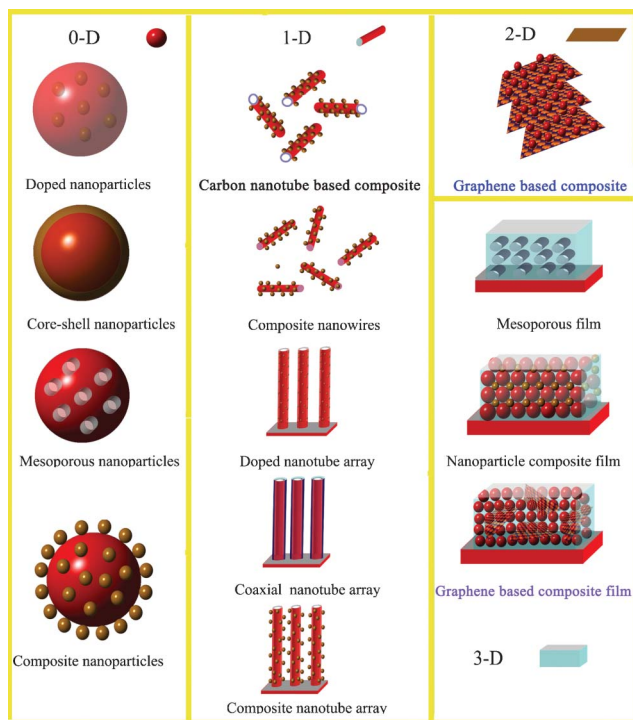 0-D
Doped nanoparticles
Core-shell nanoparticles
Mesoporous nanoparticles
Composite nanoparticles
1-D
Carbon nanotube based composite
Composite nanowires
Doped nanotube array
Coaxial nanotube array
Composite nanotube array
2-D
Graphene based composite
Mesoporous film
Nanoparticle composite film
Graphene based composite film
3-D